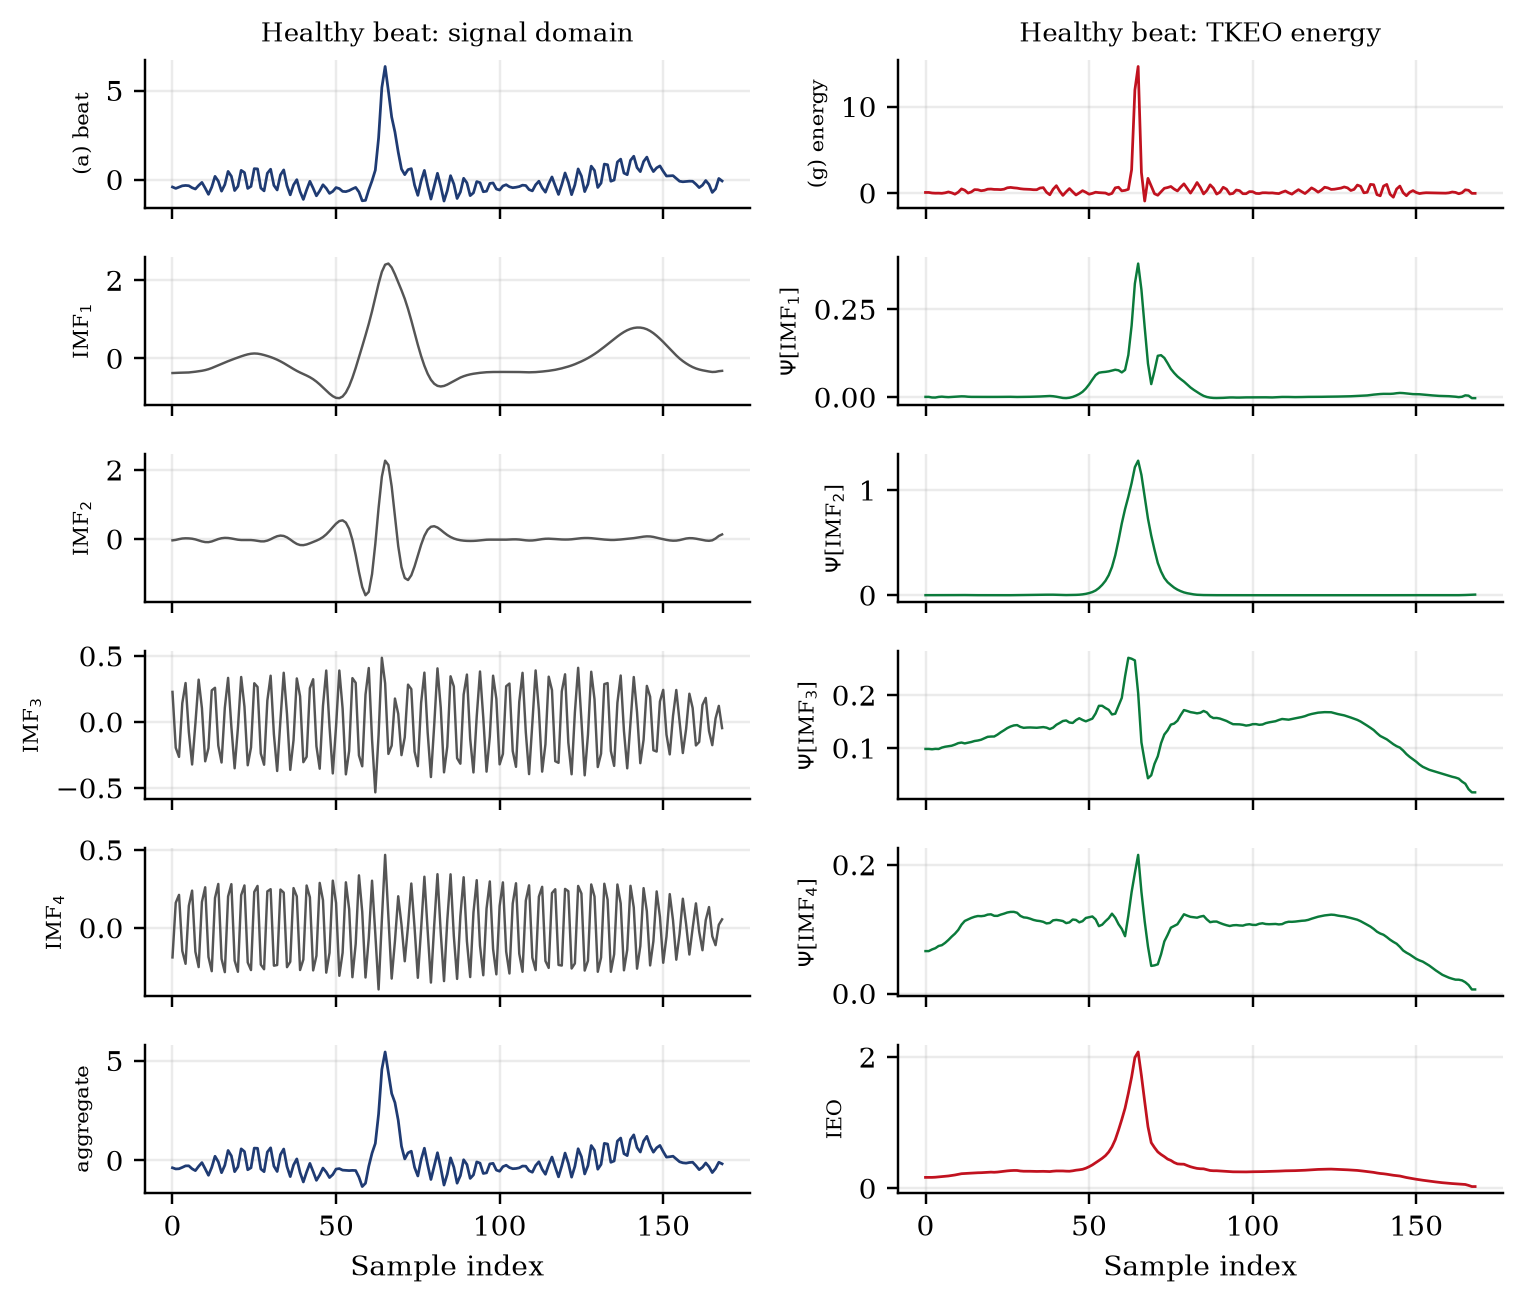 Healthy beat: signal domain
(a) beat
5
0
IMF₁
2
0
IMF₂
2
0
IMF₃
0.5
0.0
−0.5
IMF₄
0.5
0.0
aggregate
5
0
0 50 100 150
Sample index
Healthy beat: TKEO energy
(g) energy
10
0
Ψ[IMF₁]
0.25
0.00
Ψ[IMF₂]
1
0
Ψ[IMF₃]
0.2
0.1
Ψ[IMF₄]
0.2
0.0
IEO
2
0
0 50 100 150
Sample index